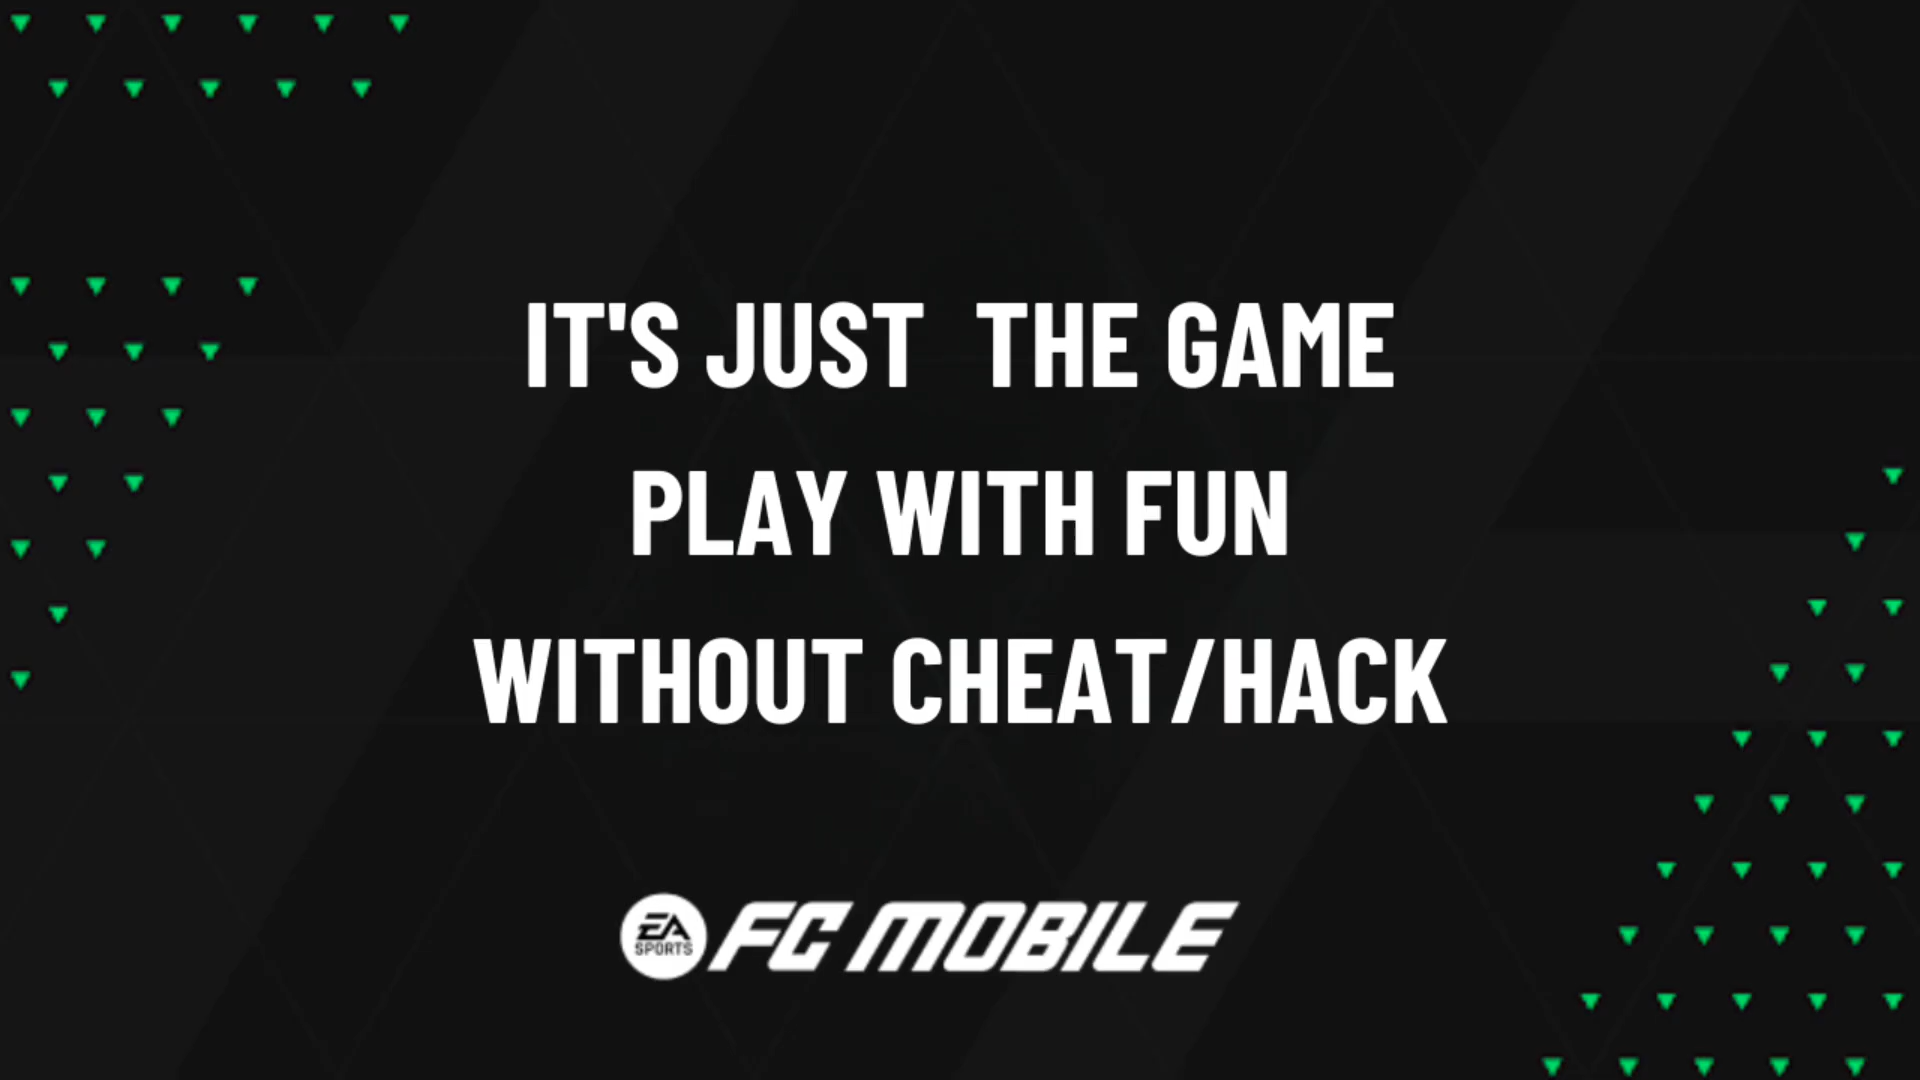 IT'S JUST  THE GAME
PLAY WITH FUN
WITHOUT CHEAT/HACK
EA SPORTS FC MOBILE